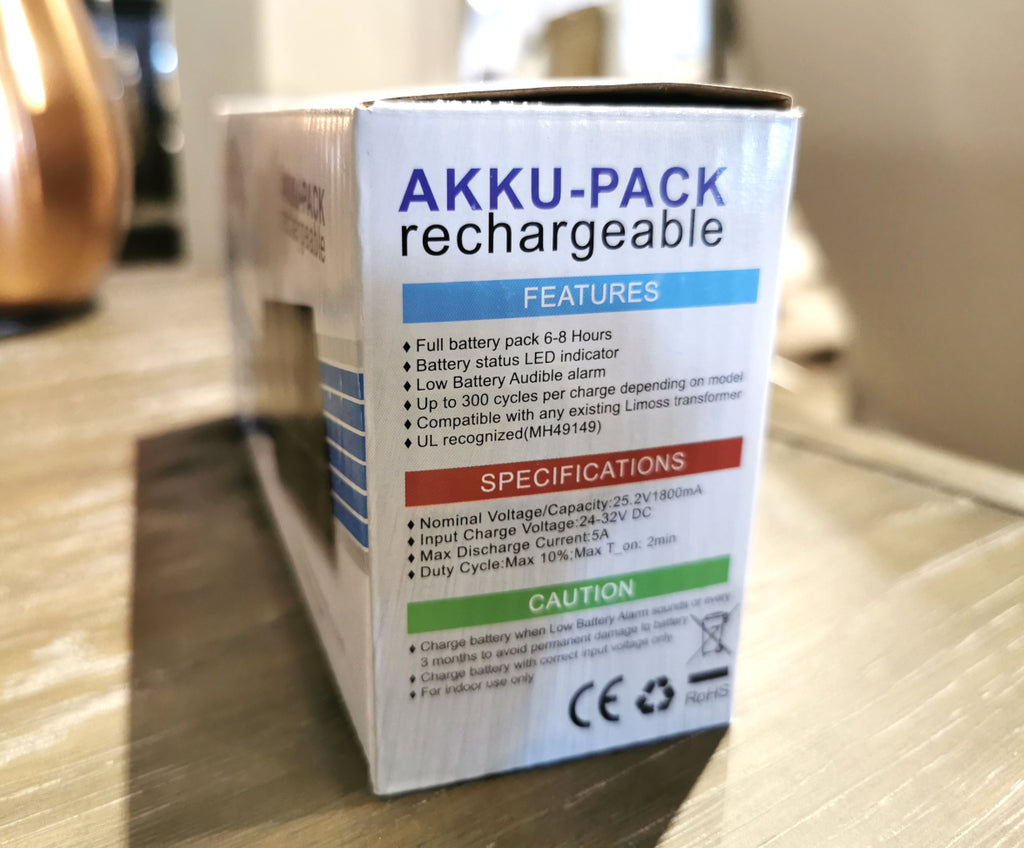 AKKU-PACK
rechargeable
FEATURES
♦ Full battery pack 6-8 Hours
♦ Battery status LED indicator
♦ Low Battery Audible alarm
♦ Up to 300 cycles per charge depending on model
♦ Compatible with any existing Limoss transformer
♦ UL recognized(MH49149)
SPECIFICATIONS
♦ Nominal Voltage/Capacity:25.2V1800mA
♦ Input Charge Voltage:24-32V DC
♦ Max Discharge Current:5A
♦ Duty Cycle:Max 10%;Max T_on: 2min
CAUTION
♦ Charge battery when Low Battery Alarm sounds or every
3 months to avoid permanent damage to battery
♦ Charge battery with correct input voltage only
♦ For indoor use only
CE
RoHS
AKKU-PACK
rechargeable